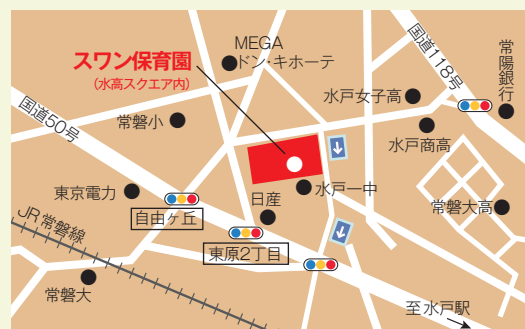 MEGA
ドン・キホーテ
スワン保育園
(水高スクエア内)
国道118号
常陽銀行
国道50号
水戸女子高
常磐小
水戸商高
東京電力
日産
水戸一中
自由ヶ丘
常磐大高
JR常磐線
東原2丁目
常磐大
至水戸駅